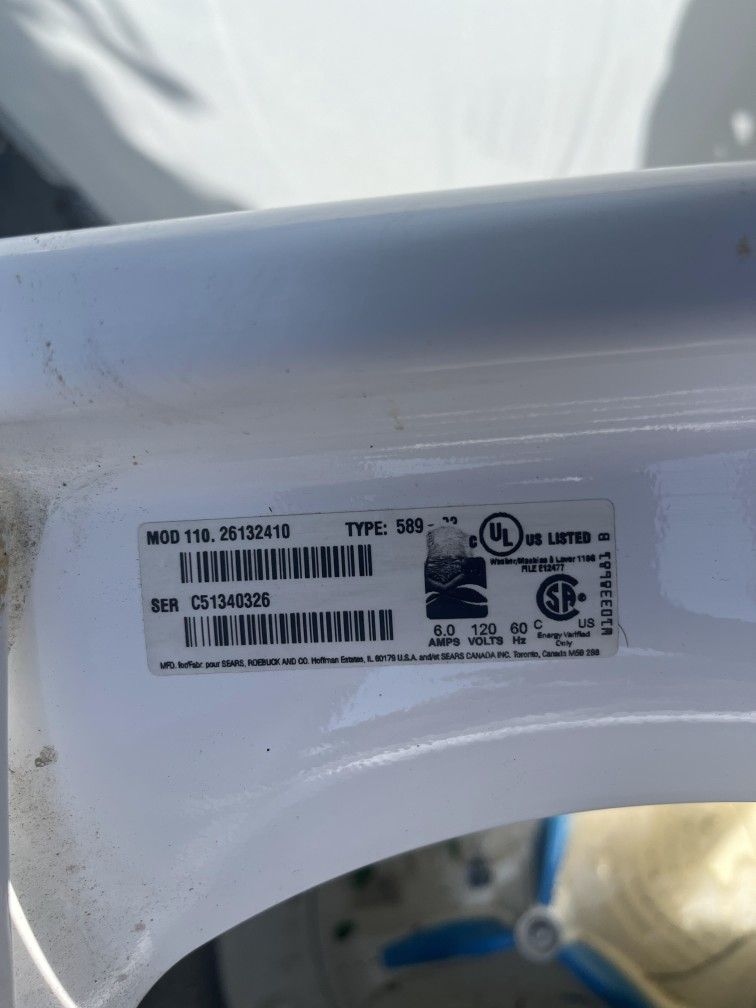 MOD 110. 26132410 TYPE: 589 -
SER C51340326
C UL US LISTED
FILE E12477
SA
C US
Energy Verified
Only
6.0 120 60
AMPS VOLTS Hz
MFD. for/Fabr. pour SEARS, ROEBUCK AND CO. Hoffman Estates, IL 60179 U.S.A. and/et SEARS CANADA INC. Toronto, Canada M5B 2B8